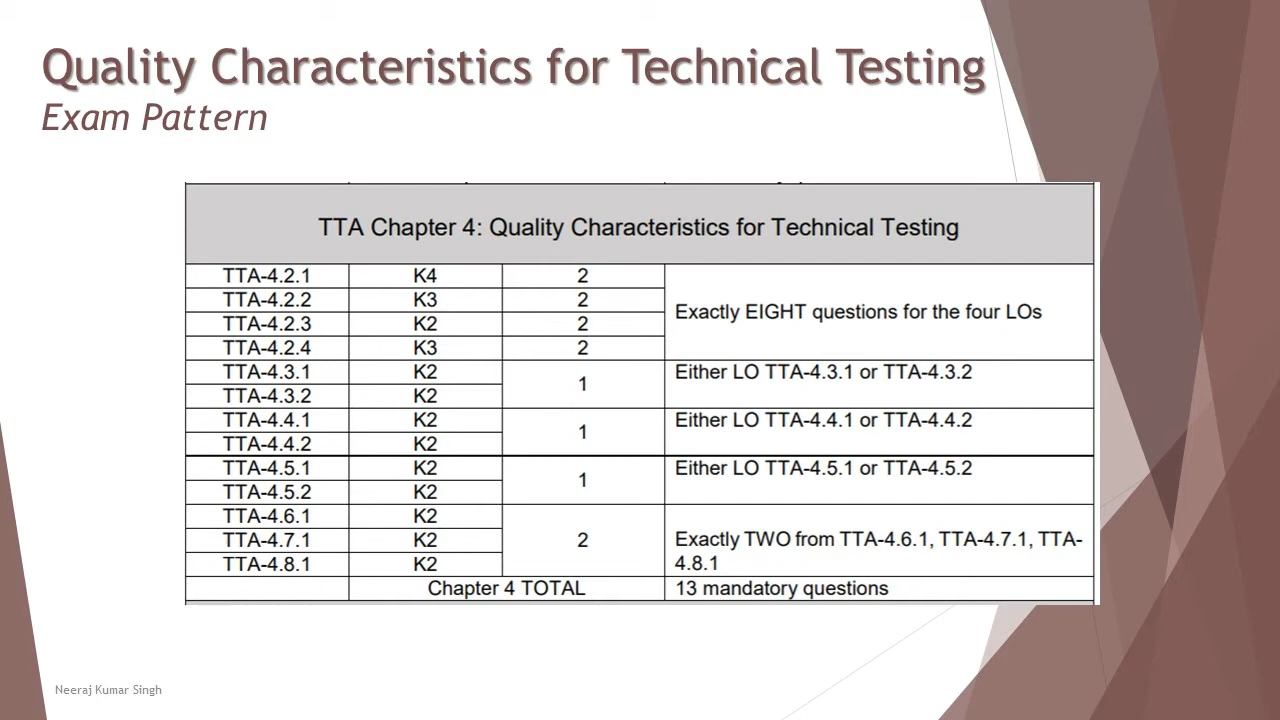 Quality Characteristics for Technical Testing
Exam Pattern
TTA Chapter 4: Quality Characteristics for Technical Testing
TTA-4.2.1 K4 2
TTA-4.2.2 K3 2
Exactly EIGHT questions for the four LOs
TTA-4.2.3 K2 2
TTA-4.2.4 K3 2
TTA-4.3.1 K2 Either LO TTA-4.3.1 or TTA-4.3.2
1
TTA-4.3.2 K2
TTA-4.4.1 K2 Either LO TTA-4.4.1 or TTA-4.4.2
1
TTA-4.4.2 K2
TTA-4.5.1 K2 Either LO TTA-4.5.1 or TTA-4.5.2
1
TTA-4.5.2 K2
TTA-4.6.1 K2
TTA-4.7.1 K2 2 Exactly TWO from TTA-4.6.1, TTA-4.7.1, TTA-
TTA-4.8.1 K2 4.8.1
Chapter 4 TOTAL 13 mandatory questions
Neeraj Kumar Singh